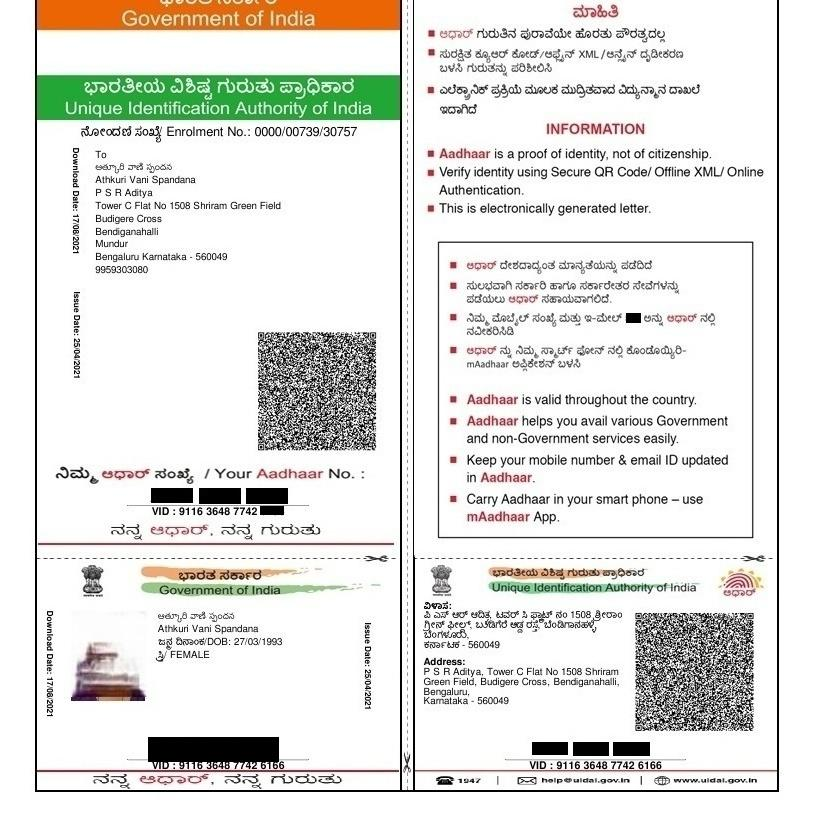 Government of India
ಭಾರತೀಯ ವಿಶಿಷ್ಟ ಗುರುತು ಪ್ರಾಧಿಕಾರ
Unique Identification Authority of India
ನೋಂದಣಿ ಸಂಖ್ಯೆ/ Enrolment No.: 0000/00739/30757
Download Date: 17/08/2021
Issue Date: 25/04/2021
To
అత్కూరి వాణి స్పందన
Athkuri Vani Spandana
P S R Aditya
Tower C Flat No 1508 Shriram Green Field
Budigere Cross
Bendiganahalli
Mundur
Bengaluru Karnataka - 560049
9959303080
ನಿಮ್ಮ ಆಧಾರ್ ಸಂಖ್ಯೆ / Your Aadhaar No. :
VID : 9116 3648 7742
ನನ್ನ ಆಧಾರ್, ನನ್ನ ಗುರುತು
ಮಾಹಿತಿ
ಆಧಾರ್ ಗುರುತಿನ ಪುರಾವೆಯೇ ಹೊರತು ಪೌರತ್ವದಲ್ಲ
ಸುರಕ್ಷಿತ ಕ್ಯೂಆರ್ ಕೋಡ್/ಆಫ್ಲೈನ್ XML / ಆನ್ಲೈನ್ ದೃಢೀಕರಣ
ಬಳಸಿ ಗುರುತನ್ನು ಪರಿಶೀಲಿಸಿ
ಎಲೆಕ್ಟ್ರಾನಿಕ್ ಪ್ರಕ್ರಿಯೆ ಮೂಲಕ ಮುದ್ರಿತವಾದ ವಿದ್ಯುನ್ಮಾನ ದಾಖಲೆ
ಇದಾಗಿದೆ
INFORMATION
Aadhaar is a proof of identity, not of citizenship.
Verify identity using Secure QR Code/ Offline XML/ Online
Authentication.
This is electronically generated letter.
ಆಧಾರ್ ದೇಶದಾದ್ಯಂತ ಮಾನ್ಯತೆಯನ್ನು ಪಡೆದಿದೆ
ಸುಲಭವಾಗಿ ಸರ್ಕಾರಿ ಹಾಗೂ ಸರ್ಕಾರೇತರ ಸೇವೆಗಳನ್ನು
ಪಡೆಯಲು ಆಧಾರ್ ಸಹಾಯವಾಗಲಿದೆ.
ನಿಮ್ಮ ಮೊಬೈಲ್ ಸಂಖ್ಯೆ ಮತ್ತು ಇ-ಮೇಲ್ ಅನ್ನು ಆಧಾರ್ ನಲ್ಲಿ
ನವೀಕರಿಸಿಡಿ
ಆಧಾರ್ ನ್ನು ನಿಮ್ಮ ಸ್ಮಾರ್ಟ್ ಫೋನ್ ನಲ್ಲಿ ಕೊಂಡೊಯ್ಯಿರಿ-
mAadhaar ಅಪ್ಲಿಕೇಶನ್ ಬಳಸಿ
Aadhaar is valid throughout the country.
Aadhaar helps you avail various Government
and non-Government services easily.
Keep your mobile number & email ID updated
in Aadhaar.
Carry Aadhaar in your smart phone – use
mAadhaar App.
ಭಾರತ ಸರ್ಕಾರ
Government of India
Download Date: 17/08/2021
అత్కూరి వాణి స్పందన
Athkuri Vani Spandana
ಜನ್ಮ ದಿನಾಂಕ/DOB: 27/03/1993
ಸ್ತ್ರೀ/ FEMALE
Issue Date: 25/04/2021
VID : 9116 3648 7742 6166
ನನ್ನ ಆಧಾರ್, ನನ್ನ ಗುರುತು
ಭಾರತೀಯ ವಿಶಿಷ್ಟ ಗುರುತು ಪ್ರಾಧಿಕಾರ
Unique Identification Authority of India
ಆಧಾರ್
ವಿಳಾಸ:
ಪಿ ಎಸ್ ಆರ್ ಆದಿತ್ಯ, ಟವರ್ ಸಿ ಫ್ಲಾಟ್ ನಂ 1508 ಶ್ರೀರಾಂ
ಗ್ರೀನ್ ಫೀಲ್ಡ್,
ಬೆಂಗಳೂರು,
ಕರ್ನಾಟಕ - 560049
Address:
P S R Aditya, Tower C Flat No 1508 Shriram
Green Field, Budigere Cross, Bendiganahalli,
Bengaluru,
Karnataka - 560049
VID : 9116 3648 7742 6166
1947 | help@uidai.gov.in | www.uidai.gov.in